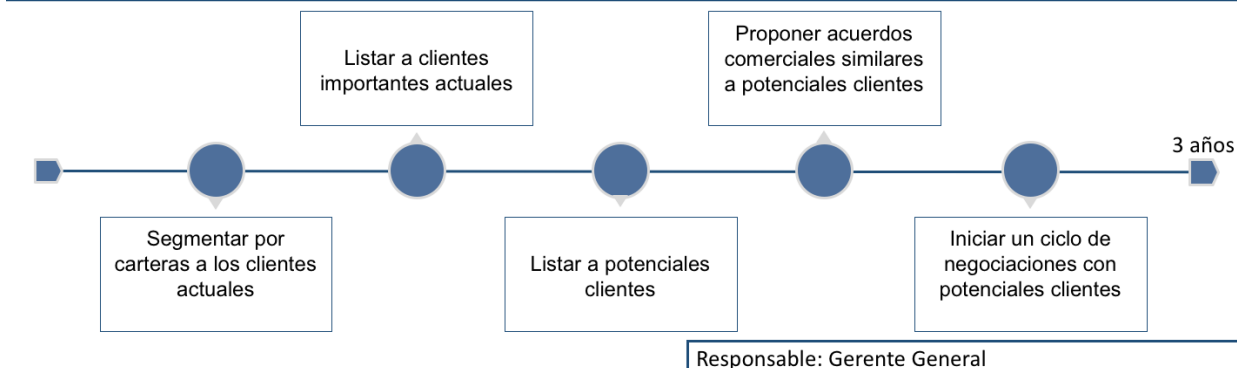 Listar a clientes
importantes actuales
Proponer acuerdos
comerciales similares
a potenciales clientes
3 años
Segmentar por
carteras a los clientes
actuales
Listar a potenciales
clientes
Iniciar un ciclo de
negociaciones con
potenciales clientes
Responsable: Gerente General